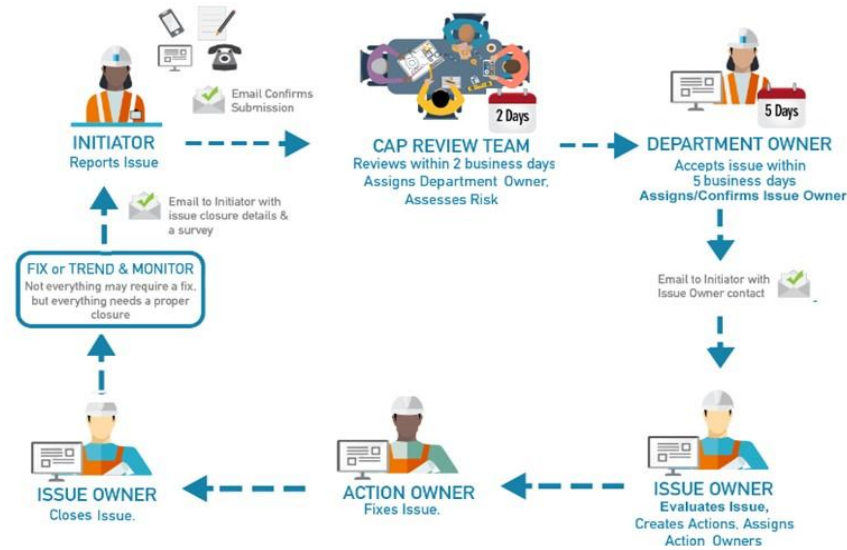 Email Confirms
Submission
INITIATOR
Reports Issue
2 Days
CAP REVIEW TEAM
Reviews within 2 business days
Assigns Department Owner,
Assesses Risk
5 Days
DEPARTMENT OWNER
Accepts issue within
5 business days
Assigns/Confirms Issue Owner
Email to Initiator with
Issue Owner contact
ISSUE OWNER
Evaluates Issue,
Creates Actions, Assigns
Action Owners
ACTION OWNER
Fixes Issue.
ISSUE OWNER
Closes Issue.
FIX or TREND & MONITOR
Not everything may require a fix,
but everything needs a proper
closure
Email to Initiator with
issue closure details &
a survey